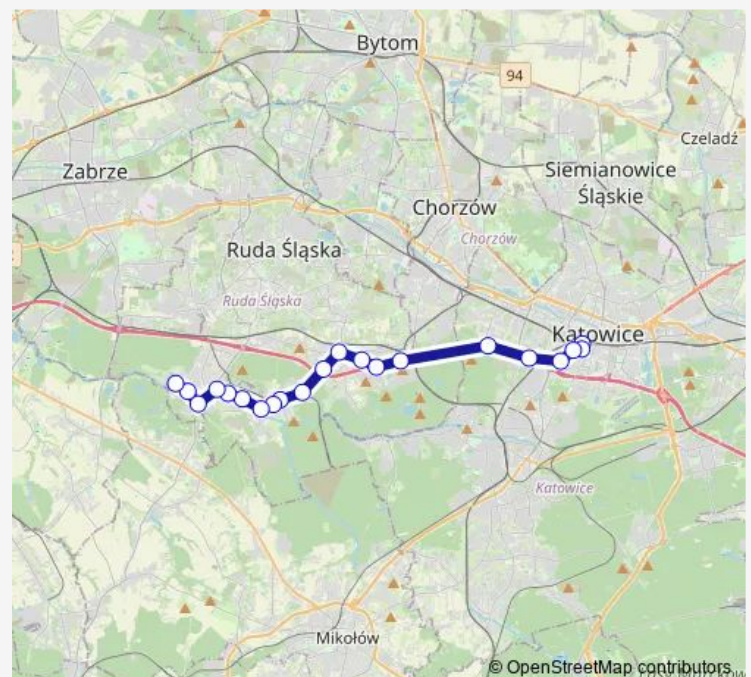 Bytom
94
Czeladź
Zabrze
Siemianowice
Śląskie
Chorzów
Chorzów
Ruda Śląska
Ruda Śląska
Katowice
Katowice
Mikołów
© OpenStreetMap contributors